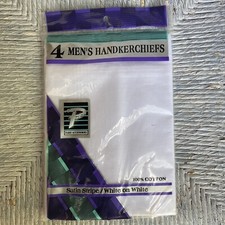 4 MEN'S HANDKERCHIEFS
P
100% COTTON
Satin Stripe / White on White